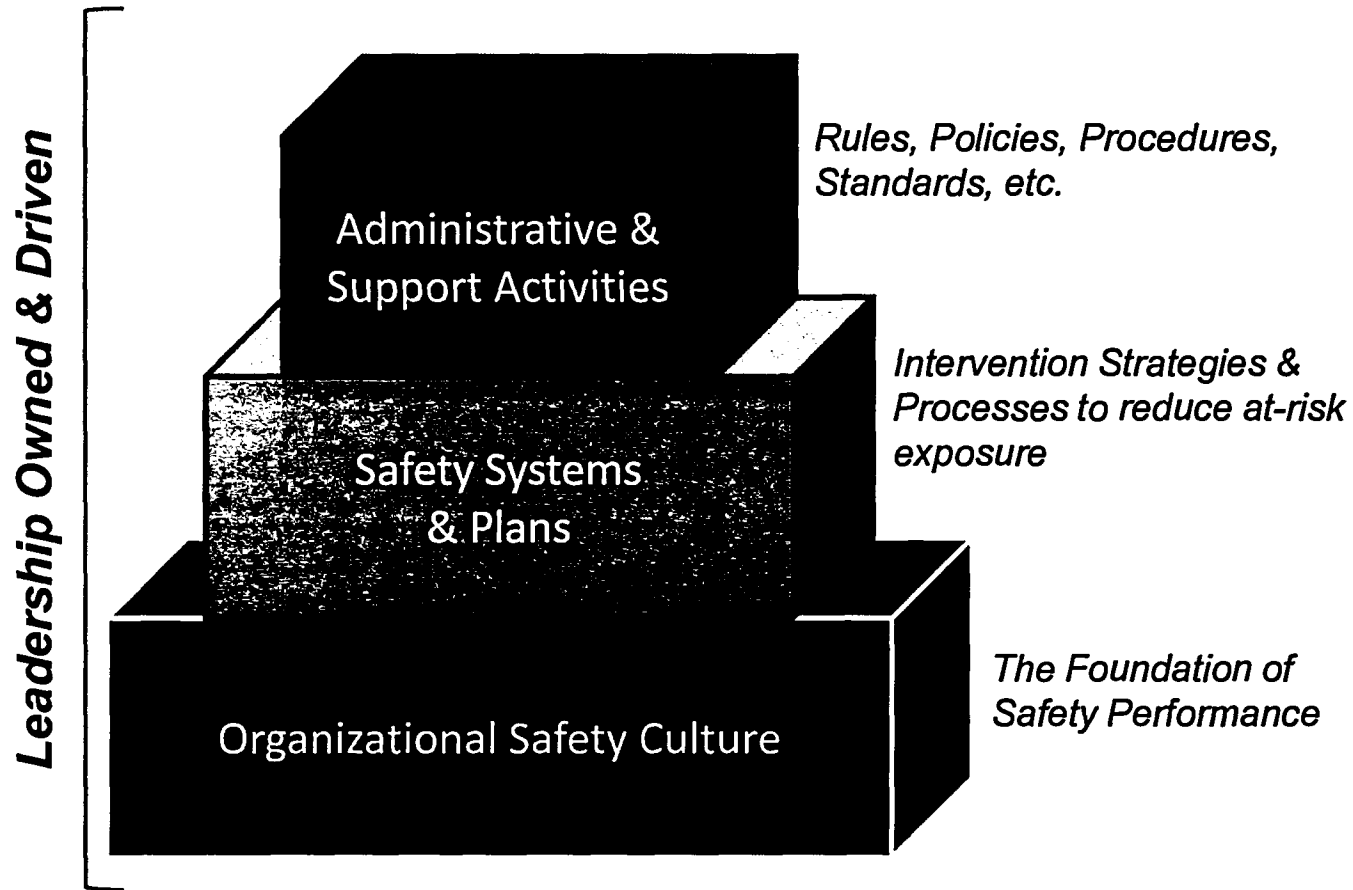 Leadership Owned & Driven
Administrative &
Support Activities
Rules, Policies, Procedures,
Standards, etc.
Safety Systems
& Plans
Intervention Strategies &
Processes to reduce at-risk
exposure
Organizational Safety Culture
The Foundation of
Safety Performance